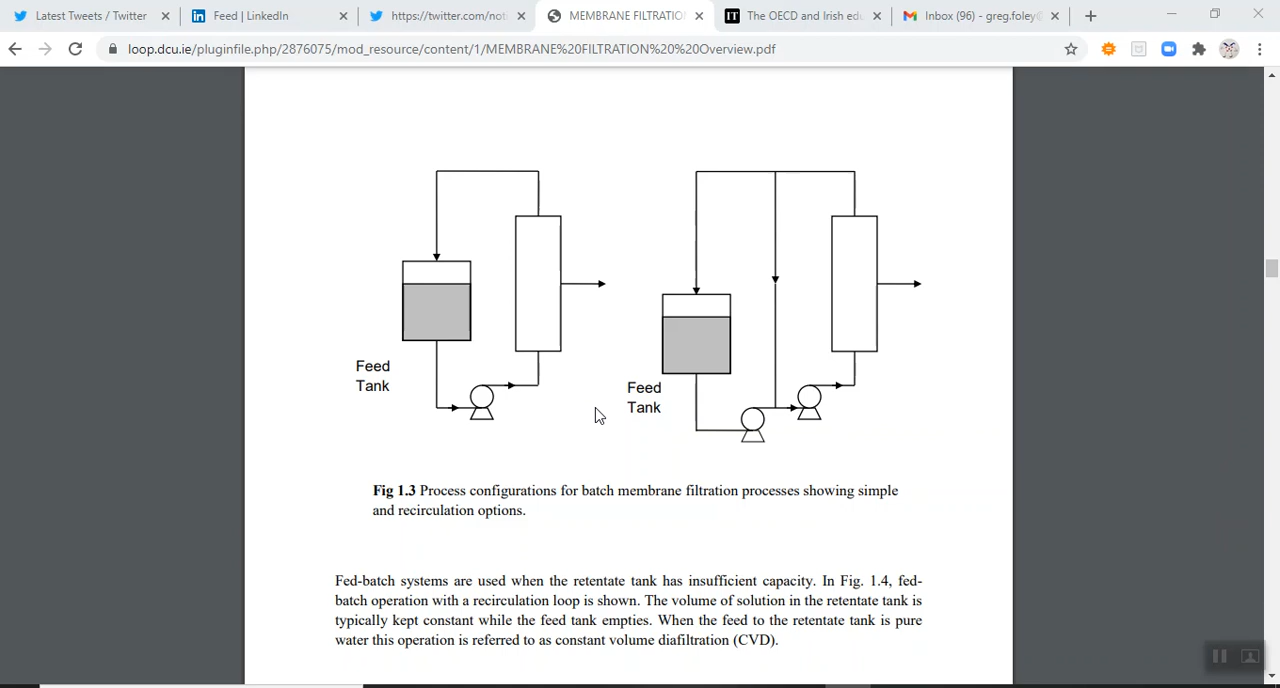 Latest Tweets / Twitter
Feed | LinkedIn
https://twitter.com/not
MEMBRANE FILTRATIO
IT
The OECD and Irish edu
Inbox (96) - greg.foley@
loop.dcu.ie/pluginfile.php/2876075/mod_resource/content/1/MEMBRANE%20FILTRATION%20%20Overview.pdf
Feed
Tank
Feed
Tank
Fig 1.3 Process configurations for batch membrane filtration processes showing simple
and recirculation options.
Fed-batch systems are used when the retentate tank has insufficient capacity. In Fig. 1.4, fed-
batch operation with a recirculation loop is shown. The volume of solution in the retentate tank is
typically kept constant while the feed tank empties. When the feed to the retentate tank is pure
water this operation is referred to as constant volume diafiltration (CVD).